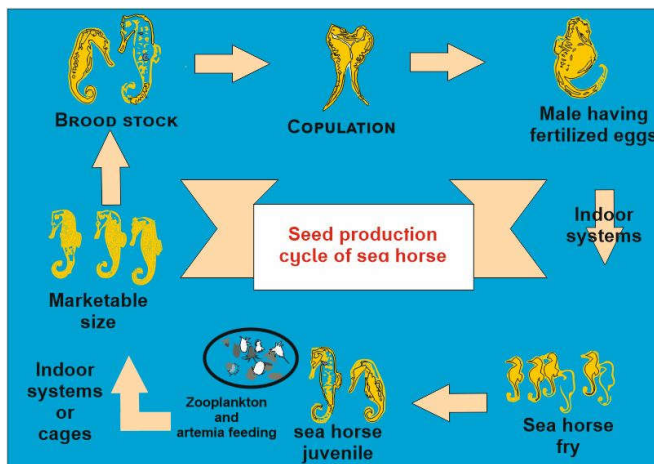 BROOD STOCK
COPULATION
Male having
fertilized eggs
Seed production
cycle of sea horse
Indoor
systems
Marketable
size
Indoor
systems
or
cages
Zooplankton
and
artemia feeding
sea horse
juvenile
Sea horse
fry